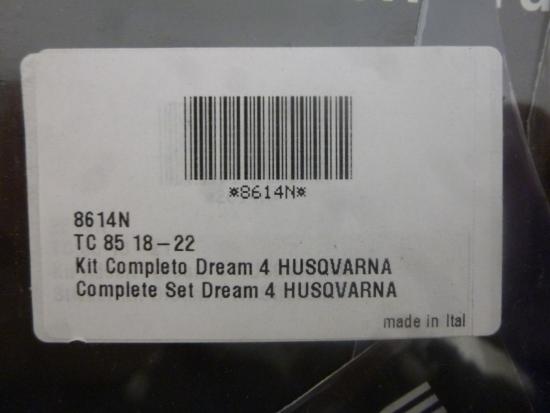 *8614N*
8614N
TC 85 18-22
Kit Completo Dream 4 HUSQVARNA
Complete Set Dream 4 HUSQVARNA
made in Ital